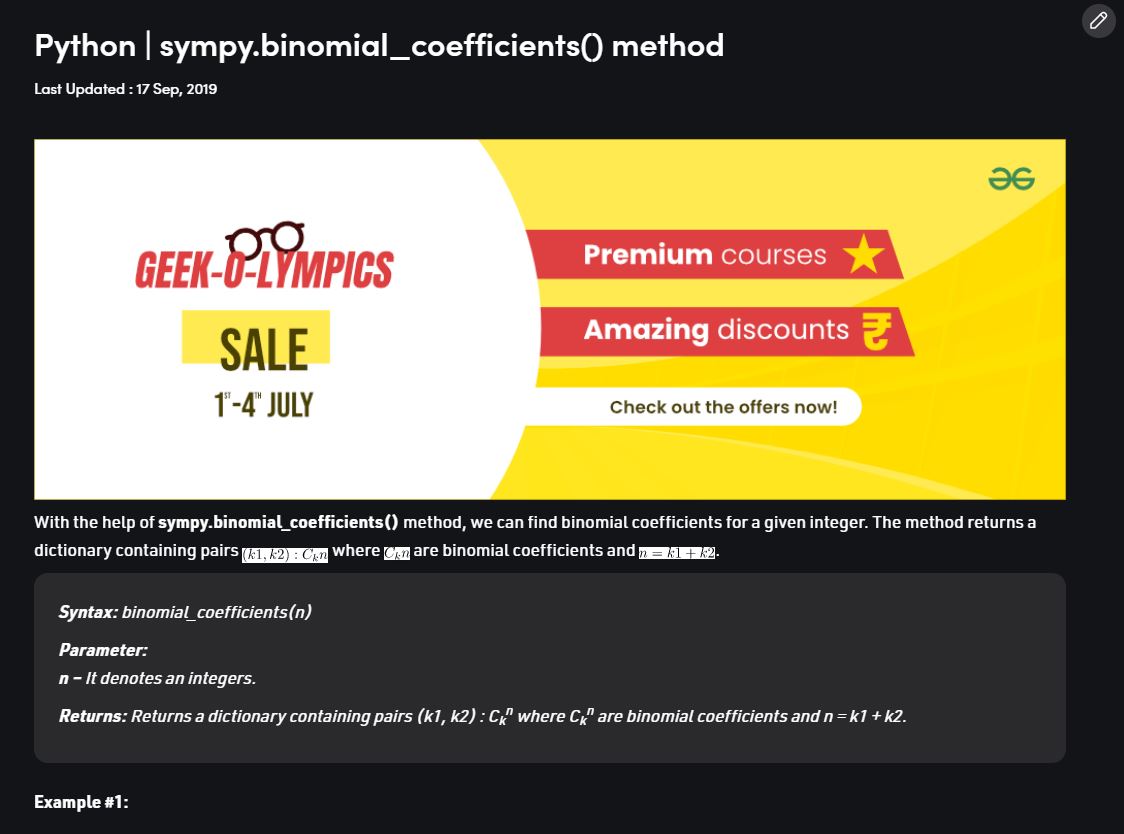 Python | sympy.binomial_coefficients() method
Last Updated : 17 Sep, 2019
GEEK-O-LYMPICS
SALE
1ST-4TH JULY
Premium courses
Amazing discounts ₹
Check out the offers now!
With the help of sympy.binomial_coefficients() method, we can find binomial coefficients for a given integer. The method returns a
dictionary containing pairs (k1, k2) : Cₖn where Cₖn are binomial coefficients and n = k1 + k2.
Syntax: binomial_coefficients(n)
Parameter:
n – It denotes an integers.
Returns: Returns a dictionary containing pairs (k1, k2) : Cₖⁿ where Cₖⁿ are binomial coefficients and n = k1 + k2.
Example #1: